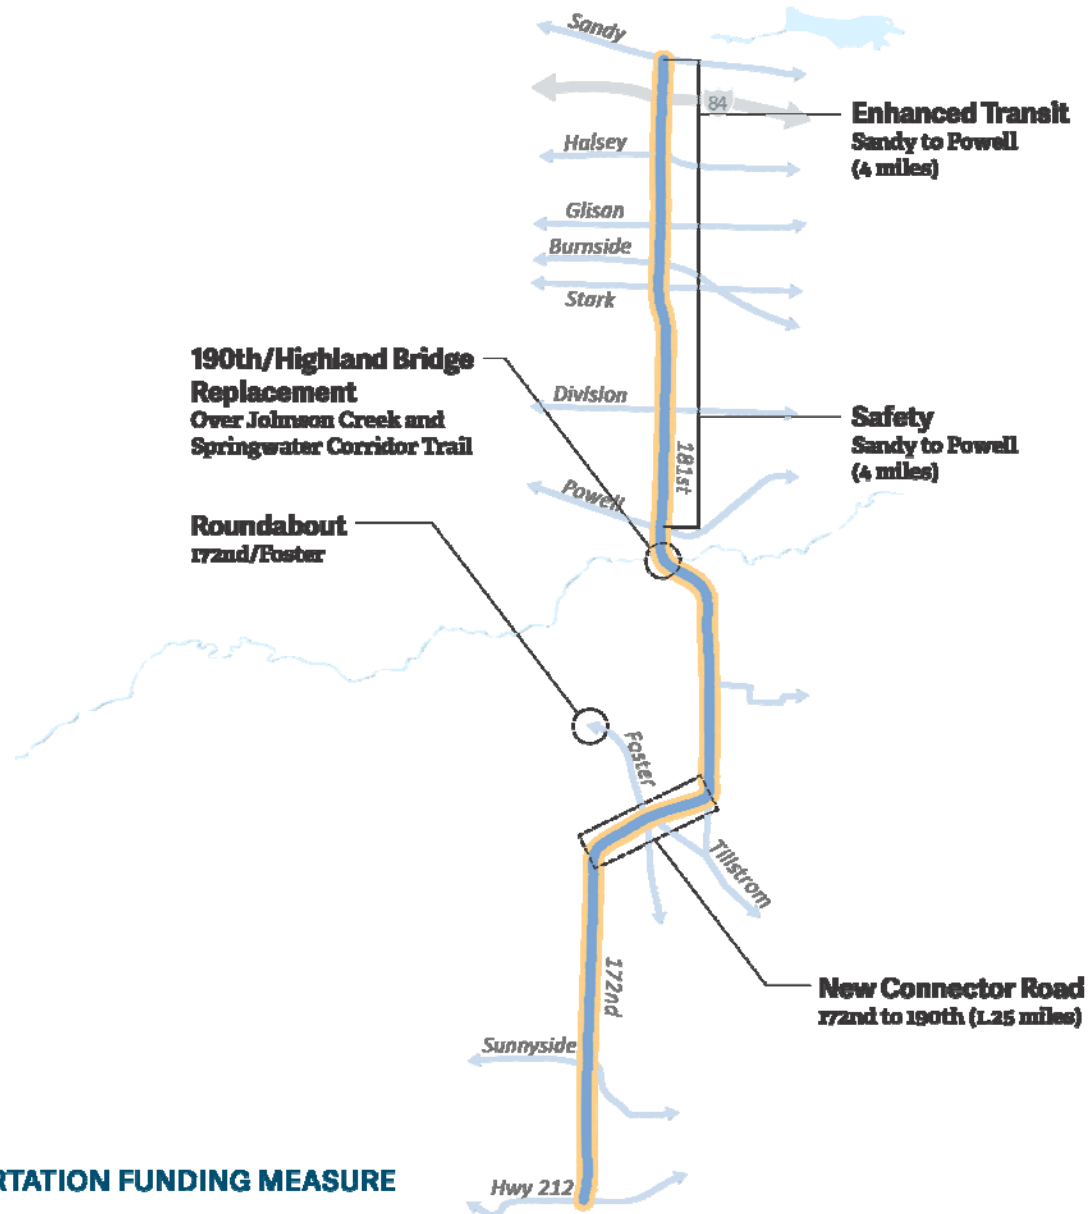 Sandy
84
Enhanced Transit
Sandy to Powell
(4 miles)
Halsey
Glisan
Burnside
Stark
190th/Highland Bridge
Replacement
Over Johnson Creek and
Springwater Corridor Trail
Division
Safety
Sandy to Powell
(4 miles)
181st
Powell
Roundabout
172nd/Foster
Foster
Tillstrom
172nd
New Connector Road
172nd to 190th (1.25 miles)
Sunnyside
RTATION FUNDING MEASURE
Hwy 212